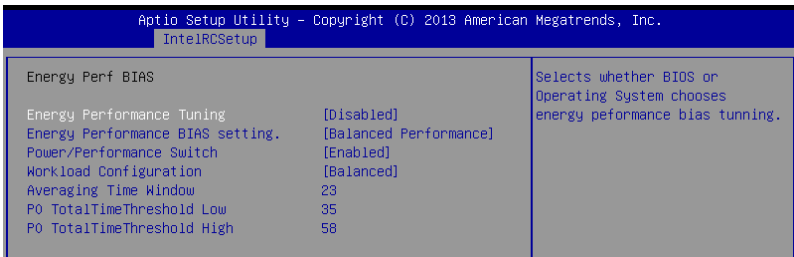 Aptio Setup Utility – Copyright (C) 2013 American Megatrends, Inc.
IntelRCSetup
Energy Perf BIAS
Energy Performance Tuning [Disabled]
Energy Performance BIAS setting. [Balanced Performance]
Power/Performance Switch [Enabled]
Workload Configuration [Balanced]
Averaging Time Window 23
P0 TotalTimeThreshold Low 35
P0 TotalTimeThreshold High 58
Selects whether BIOS or
Operating System chooses
energy peformance bias tunning.